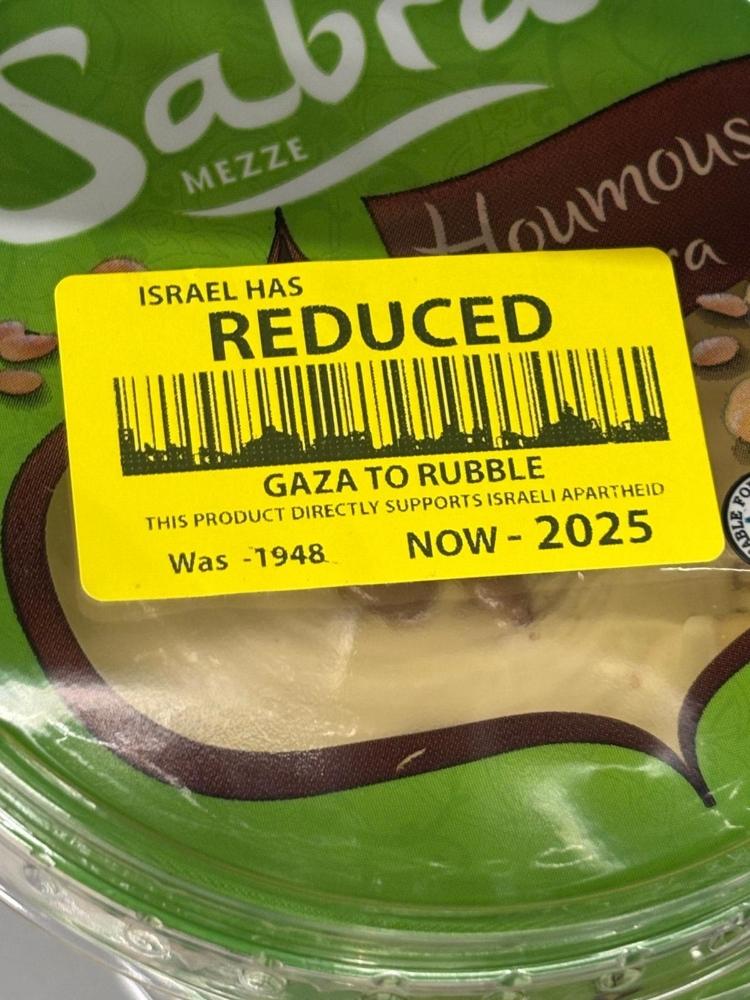 Sabra
MEZZE
Houmous
ISRAEL HAS
REDUCED
GAZA TO RUBBLE
THIS PRODUCT DIRECTLY SUPPORTS ISRAELI APARTHEID
Was -1948 NOW - 2025